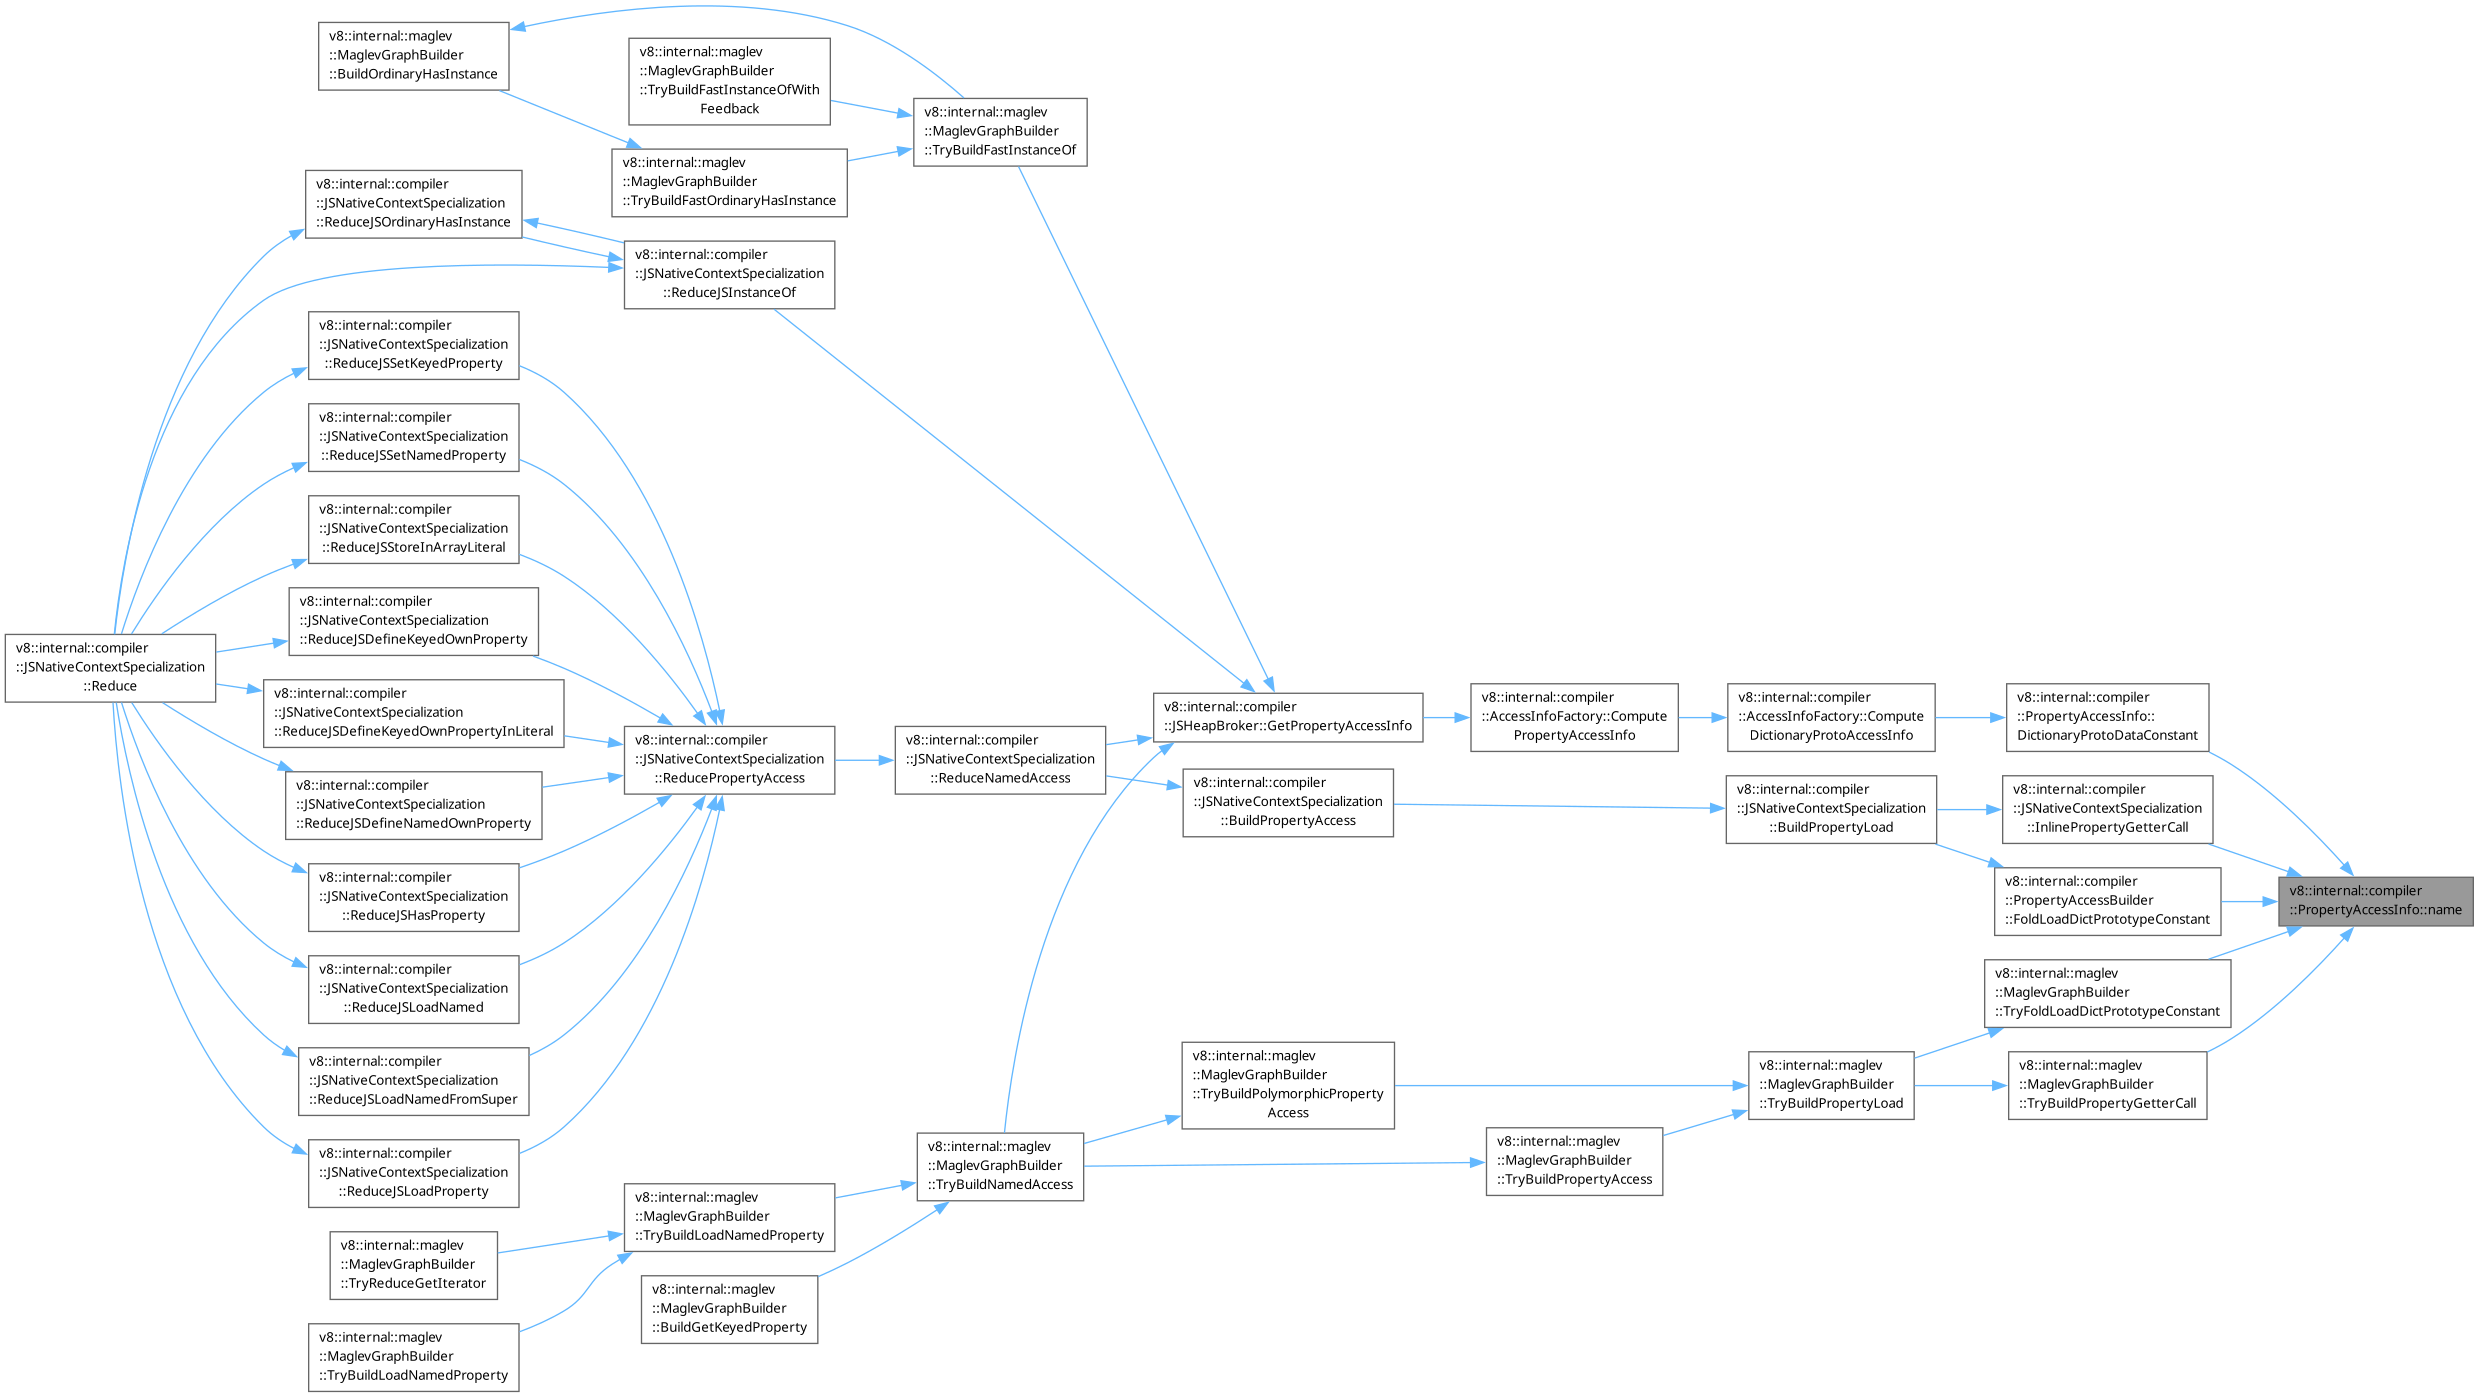 v8::internal::maglev
::MaglevGraphBuilder
::BuildOrdinaryHasInstance
v8::internal::maglev
::MaglevGraphBuilder
::TryBuildFastInstanceOfWith
Feedback
v8::internal::maglev
::MaglevGraphBuilder
::TryBuildFastInstanceOf
v8::internal::maglev
::MaglevGraphBuilder
::TryBuildFastOrdinaryHasInstance
v8::internal::compiler
::JSNativeContextSpecialization
::ReduceJSOrdinaryHasInstance
v8::internal::compiler
::JSNativeContextSpecialization
::ReduceJSInstanceOf
v8::internal::compiler
::JSNativeContextSpecialization
::ReduceJSSetKeyedProperty
v8::internal::compiler
::JSNativeContextSpecialization
::ReduceJSSetNamedProperty
v8::internal::compiler
::JSNativeContextSpecialization
::ReduceJSStoreInArrayLiteral
v8::internal::compiler
::JSNativeContextSpecialization
::ReduceJSDefineKeyedOwnProperty
v8::internal::compiler
::JSNativeContextSpecialization
::Reduce
v8::internal::compiler
::JSNativeContextSpecialization
::ReduceJSDefineKeyedOwnPropertyInLiteral
v8::internal::compiler
::JSNativeContextSpecialization
::ReducePropertyAccess
v8::internal::compiler
::JSNativeContextSpecialization
::ReduceNamedAccess
v8::internal::compiler
::JSHeapBroker::GetPropertyAccessInfo
v8::internal::compiler
::AccessInfoFactory::Compute
PropertyAccessInfo
v8::internal::compiler
::AccessInfoFactory::Compute
DictionaryProtoAccessInfo
v8::internal::compiler
::PropertyAccessInfo::
DictionaryProtoDataConstant
v8::internal::compiler
::JSNativeContextSpecialization
::ReduceJSDefineNamedOwnProperty
v8::internal::compiler
::JSNativeContextSpecialization
::BuildPropertyAccess
v8::internal::compiler
::JSNativeContextSpecialization
::BuildPropertyLoad
v8::internal::compiler
::JSNativeContextSpecialization
::InlinePropertyGetterCall
v8::internal::compiler
::JSNativeContextSpecialization
::ReduceJSHasProperty
v8::internal::compiler
::PropertyAccessBuilder
::FoldLoadDictPrototypeConstant
v8::internal::compiler
::PropertyAccessInfo::name
v8::internal::compiler
::JSNativeContextSpecialization
::ReduceJSLoadNamed
v8::internal::maglev
::MaglevGraphBuilder
::TryFoldLoadDictPrototypeConstant
v8::internal::compiler
::JSNativeContextSpecialization
::ReduceJSLoadNamedFromSuper
v8::internal::maglev
::MaglevGraphBuilder
::TryBuildPolymorphicProperty
Access
v8::internal::maglev
::MaglevGraphBuilder
::TryBuildPropertyLoad
v8::internal::maglev
::MaglevGraphBuilder
::TryBuildPropertyGetterCall
v8::internal::compiler
::JSNativeContextSpecialization
::ReduceJSLoadProperty
v8::internal::maglev
::MaglevGraphBuilder
::TryBuildNamedAccess
v8::internal::maglev
::MaglevGraphBuilder
::TryBuildPropertyAccess
v8::internal::maglev
::MaglevGraphBuilder
::TryBuildLoadNamedProperty
v8::internal::maglev
::MaglevGraphBuilder
::TryReduceGetIterator
v8::internal::maglev
::MaglevGraphBuilder
::BuildGetKeyedProperty
v8::internal::maglev
::MaglevGraphBuilder
::TryBuildLoadNamedProperty